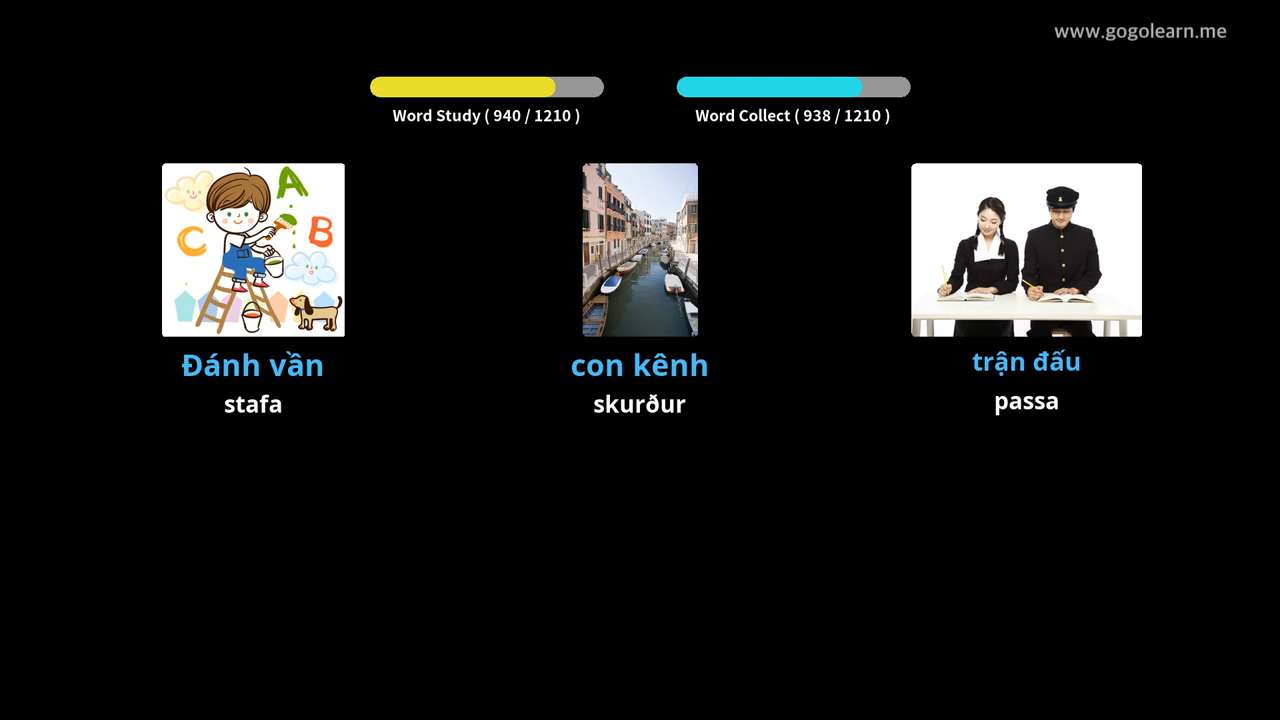 www.gogolearn.me
Word Study ( 940 / 1210 )
Word Collect ( 938 / 1210 )
A
B
C
Đánh vần
stafa
con kênh
skurður
trận đấu
passa